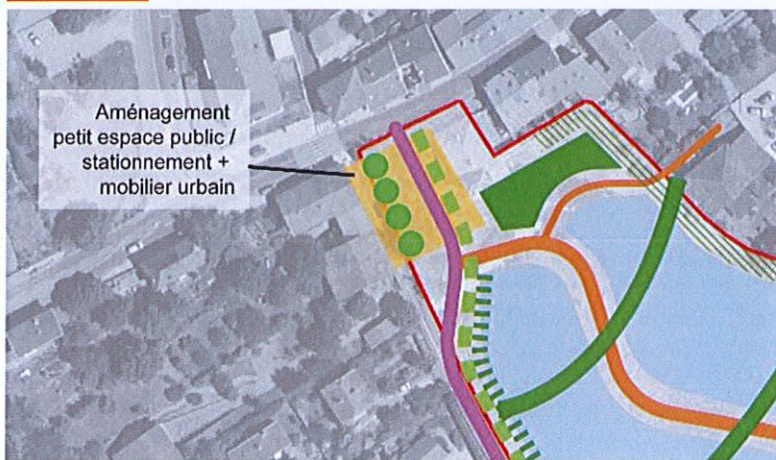 Aménagement
petit espace public /
stationnement +
mobilier urbain